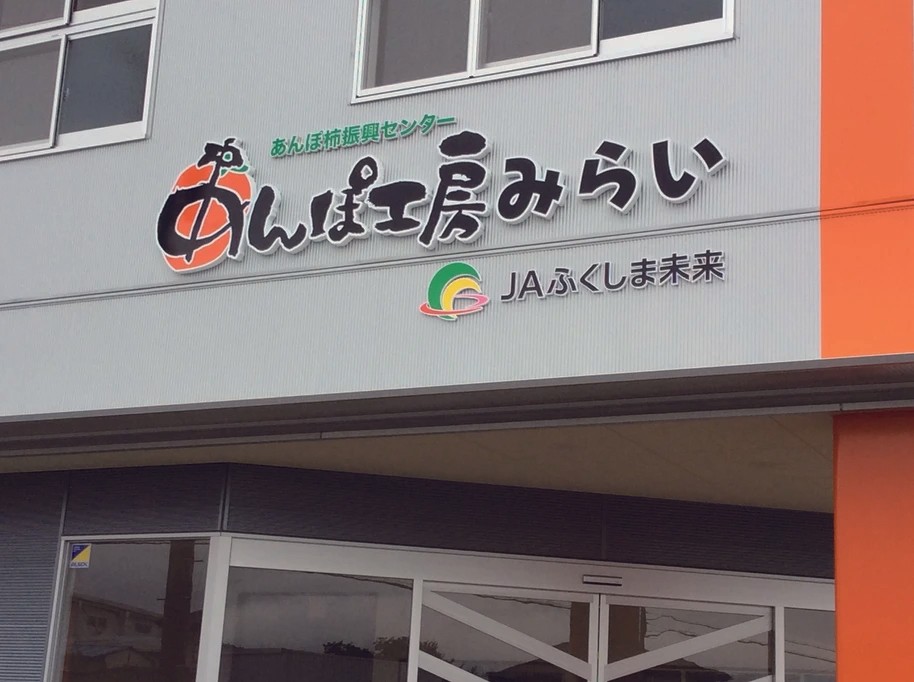 あんぽ柿振興センター
あんぽ工房みらい
JAふくしま未来